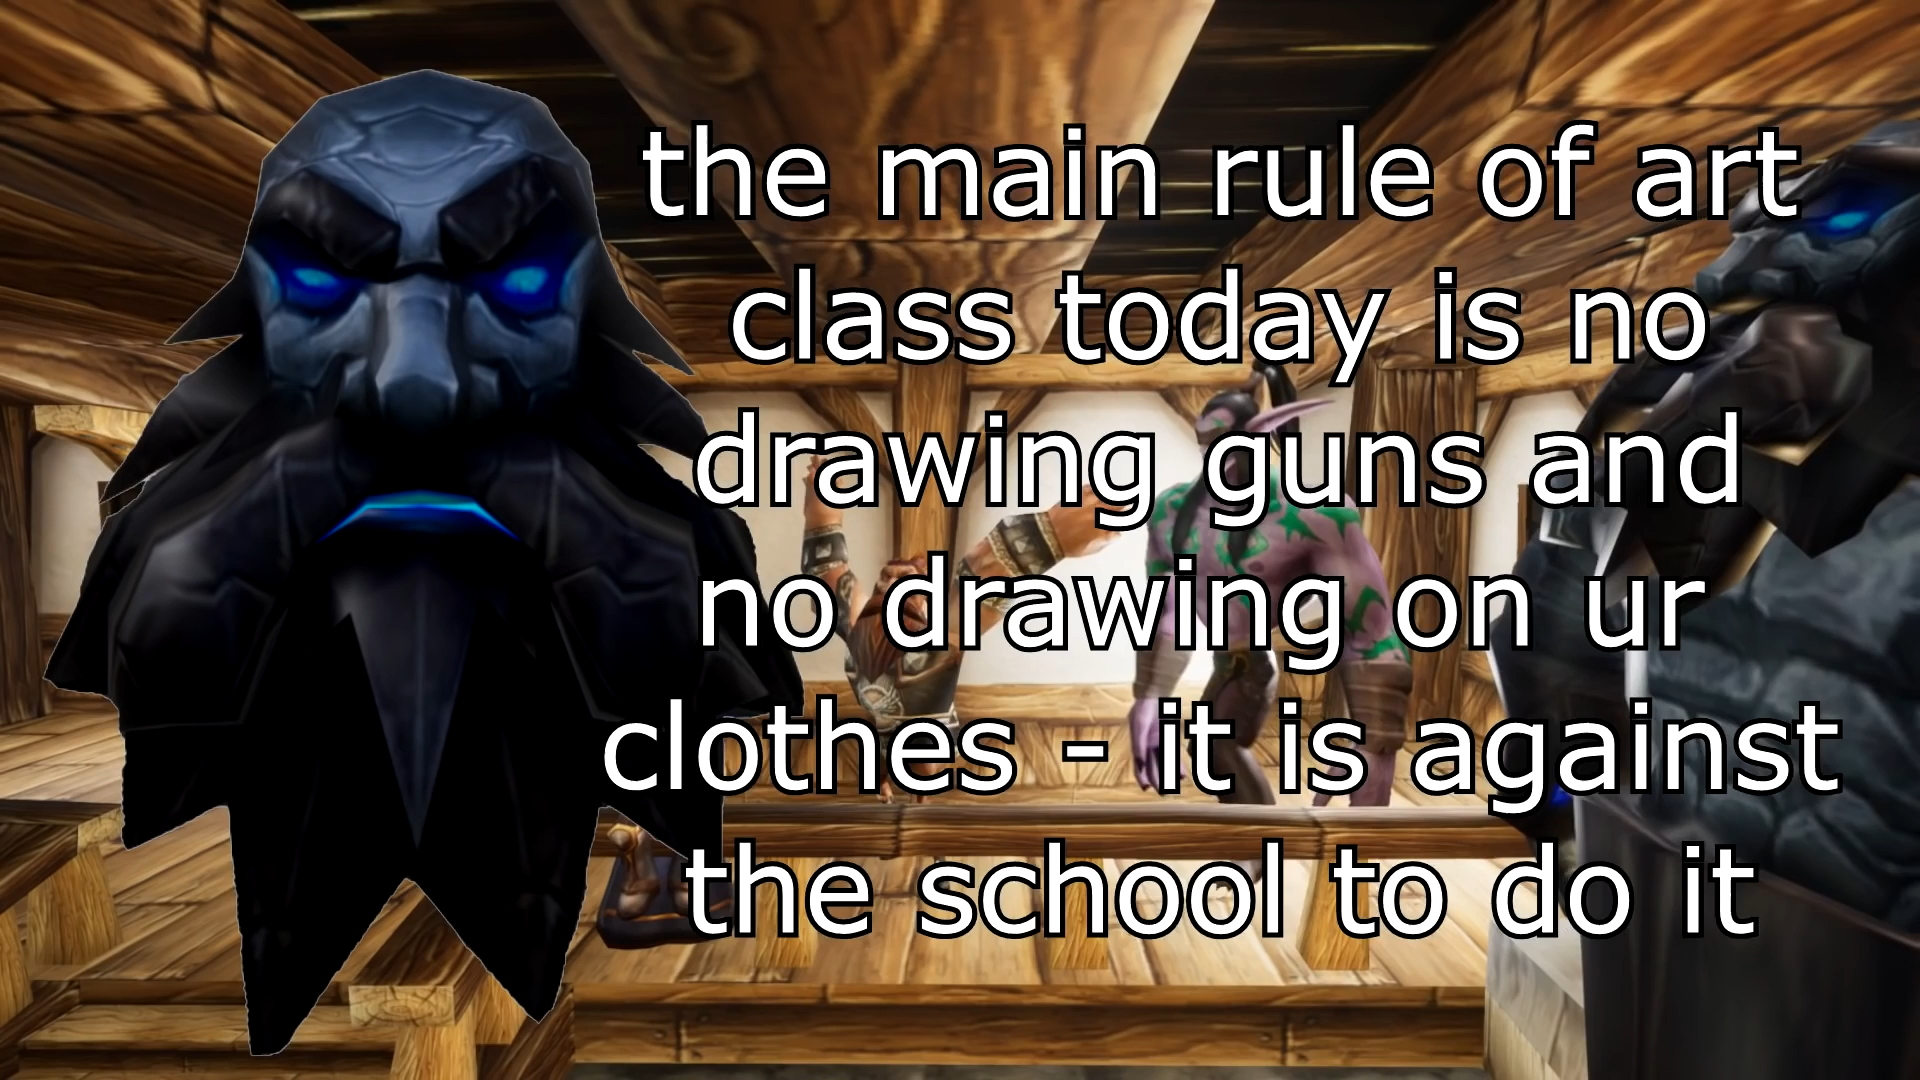 the main rule of art
class today is no
drawing guns and
no drawing on ur
clothes - it is against
the school to do it